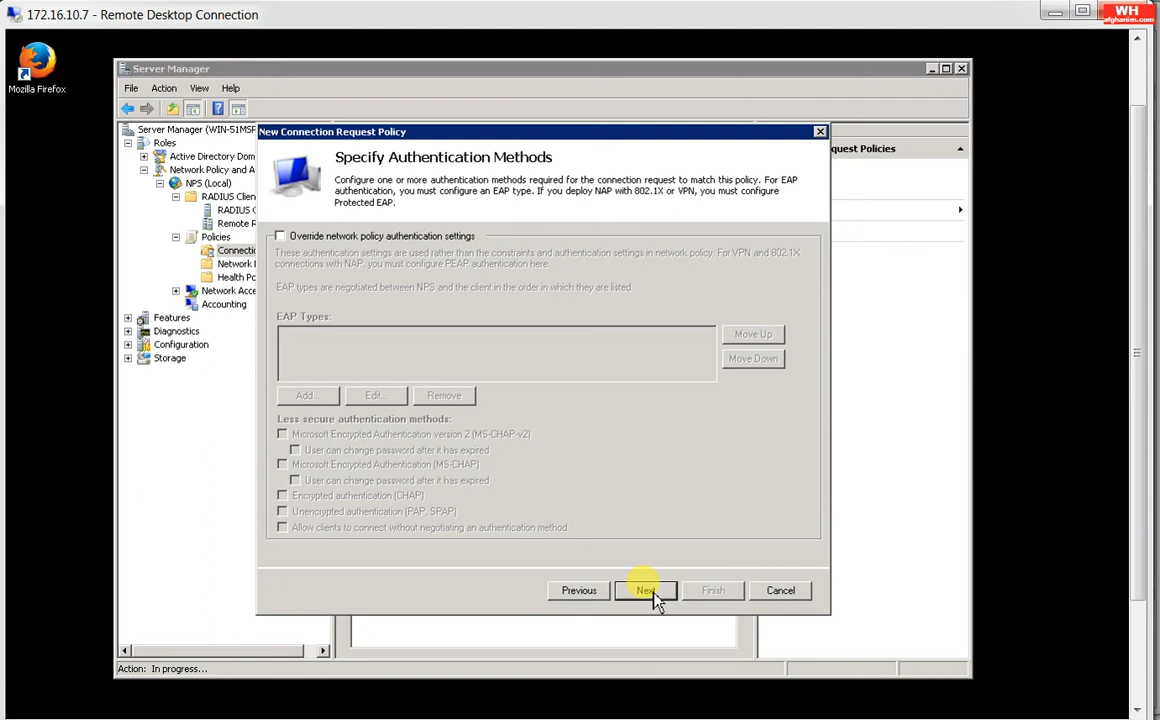 172.16.10.7 - Remote Desktop Connection
WH
afghanim.com
Mozilla Firefox
Server Manager
File Action View Help
Server Manager (WIN-51MSF
Roles
Active Directory Dom
Network Policy and A
NPS (Local)
RADIUS Clien
RADIUS C
Remote R
Policies
Connectio
Network
Health Po
Network Acce
Accounting
Features
Diagnostics
Configuration
Storage
quest Policies
New Connection Request Policy
Specify Authentication Methods
Configure one or more authentication methods required for the connection request to match this policy. For EAP
authentication, you must configure an EAP type. If you deploy NAP with 802.1X or VPN, you must configure
Protected EAP.
Override network policy authentication settings
These authentication settings are used rather than the constraints and authentication settings in network policy. For VPN and 802.1X
connections with NAP, you must configure PEAP authentication here.
EAP types are negotiated between NPS and the client in the order in which they are listed.
EAP Types:
Move Up
Move Down
Add... Edit... Remove
Less secure authentication methods:
Microsoft Encrypted Authentication version 2 (MS-CHAP-v2)
User can change password after it has expired
Microsoft Encrypted Authentication (MS-CHAP)
User can change password after it has expired
Encrypted authentication (CHAP)
Unencrypted authentication (PAP, SPAP)
Allow clients to connect without negotiating an authentication method.
Previous Next Finish Cancel
Action: In progress...